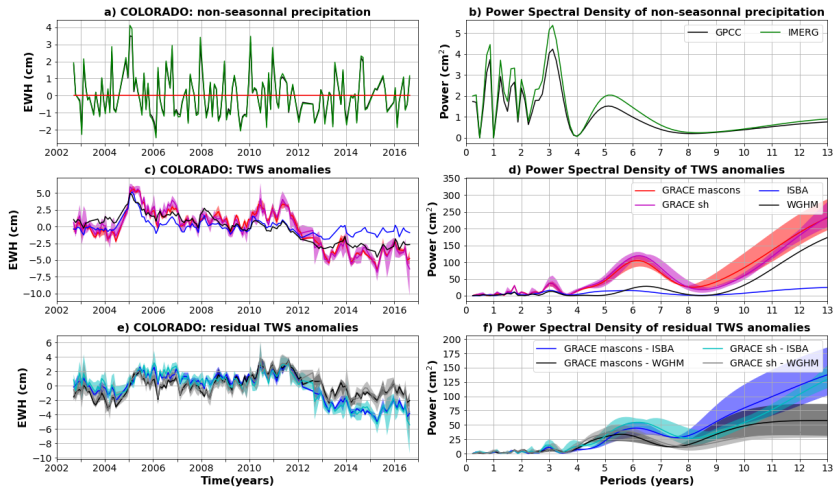 a) COLORADO: non-seasonnal precipitation
EWH (cm)
4
3
2
1
0
−1
−2
2002 2004 2006 2008 2010 2012 2014 2016
b) Power Spectral Density of non-seasonnal precipitation
GPCC IMERG
Power (cm²)
5
4
3
2
1
0
0 1 2 3 4 5 6 7 8 9 10 11 12 13
c) COLORADO: TWS anomalies
EWH (cm)
5.0
2.5
0.0
−2.5
−5.0
−7.5
−10.0
2002 2004 2006 2008 2010 2012 2014 2016
d) Power Spectral Density of TWS anomalies
GRACE mascons ISBA
GRACE sh WGHM
Power (cm²)
350
300
250
200
150
100
50
0
0 1 2 3 4 5 6 7 8 9 10 11 12 13
e) COLORADO: residual TWS anomalies
EWH (cm)
6
4
2
0
−2
−4
−6
−8
−10
2002 2004 2006 2008 2010 2012 2014 2016
Time(years)
f) Power Spectral Density of residual TWS anomalies
GRACE mascons - ISBA GRACE sh - ISBA
GRACE mascons - WGHM GRACE sh - WGHM
Power (cm²)
200
175
150
125
100
75
50
25
0
0 1 2 3 4 5 6 7 8 9 10 11 12 13
Periods (years)